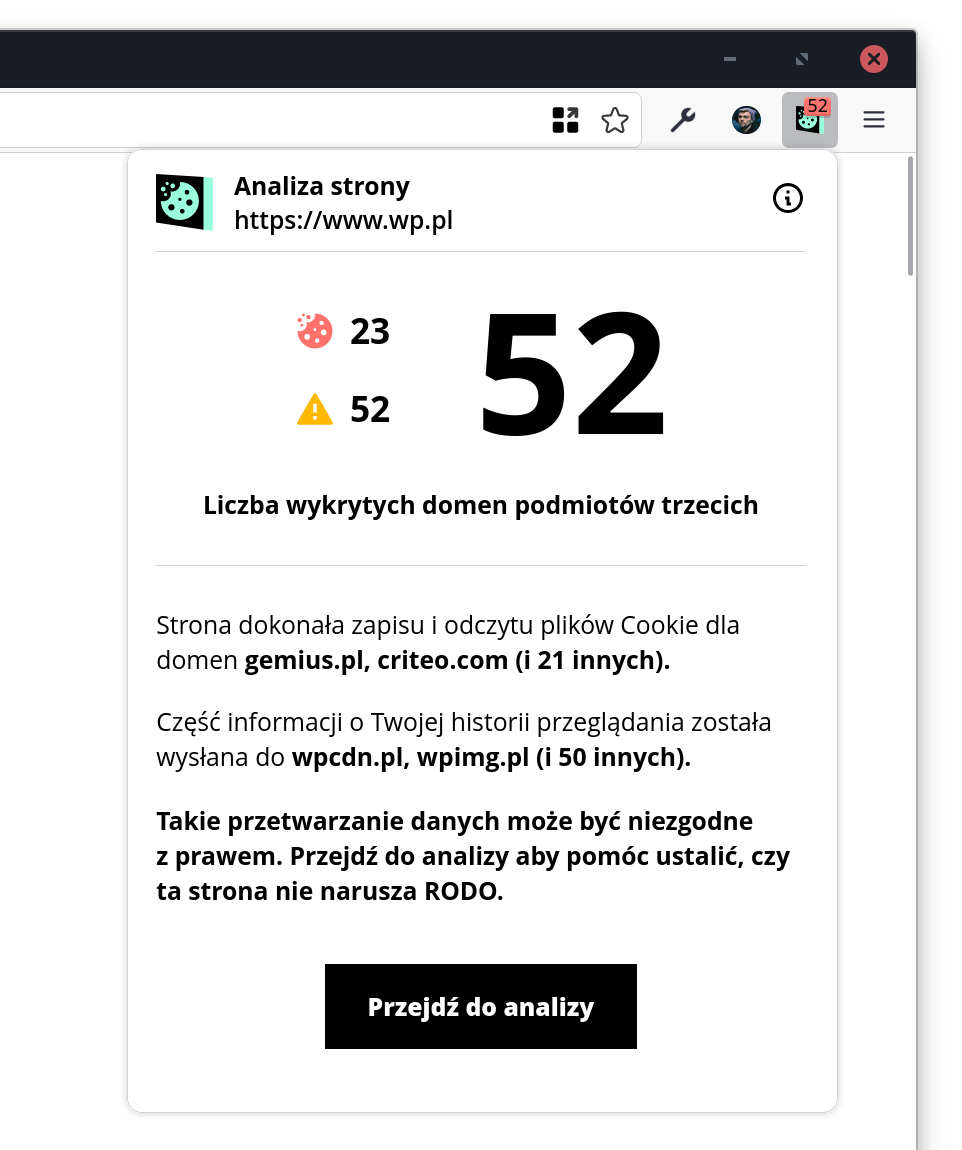 52
Analiza strony
https://www.wp.pl
23
52
52
Liczba wykrytych domen podmiotów trzecich
Strona dokonała zapisu i odczytu plików Cookie dla
domen gemius.pl, criteo.com (i 21 innych).
Część informacji o Twojej historii przeglądania została
wysłana do wpcdn.pl, wpimg.pl (i 50 innych).
Takie przetwarzanie danych może być niezgodne
z prawem. Przejdź do analizy aby pomóc ustalić, czy
ta strona nie narusza RODO.
Przejdź do analizy